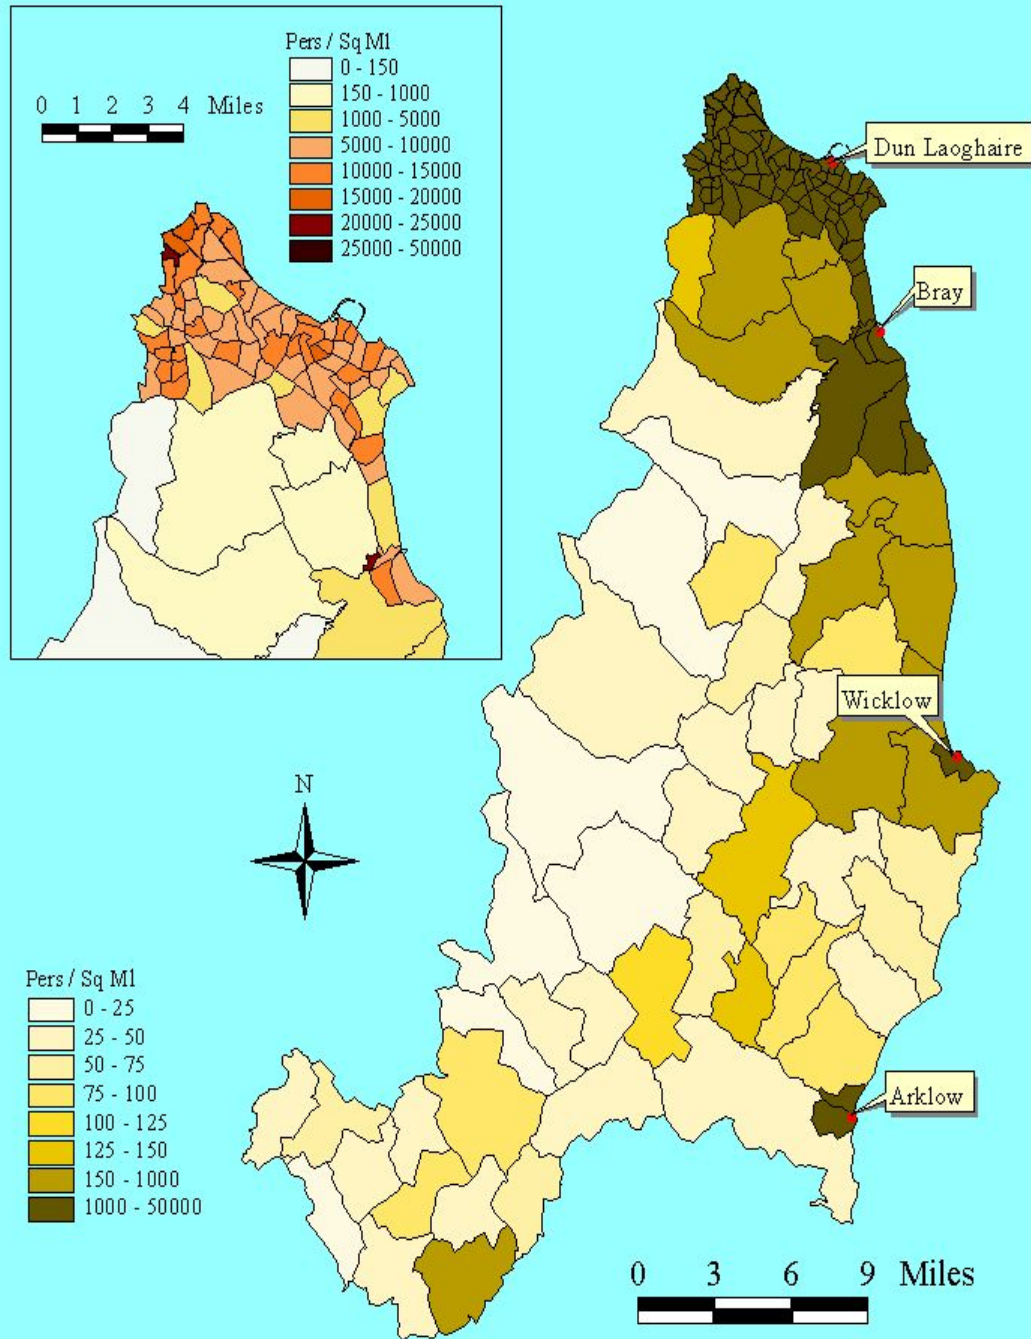 Pers / Sq Ml
0 - 150
150 - 1000
1000 - 5000
5000 - 10000
10000 - 15000
15000 - 20000
20000 - 25000
25000 - 50000
0 1 2 3 4 Miles
Dun Laoghaire
Bray
Wicklow
N
Pers / Sq Ml
0 - 25
25 - 50
50 - 75
75 - 100
100 - 125
125 - 150
150 - 1000
1000 - 50000
Arklow
0 3 6 9 Miles